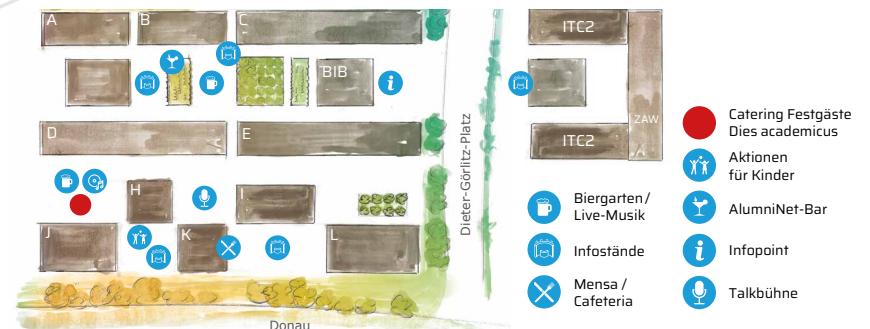 A
B
C
ITC2
BIB
ZAW
D
E
ITC2
Dieter-Görlitz-Platz
H
I
J
K
L
Donau
Catering Festgäste
Dies academicus
Aktionen
für Kinder
Biergarten /
Live-Musik
AlumniNet-Bar
Infostände
Infopoint
Mensa /
Cafeteria
Talkbühne